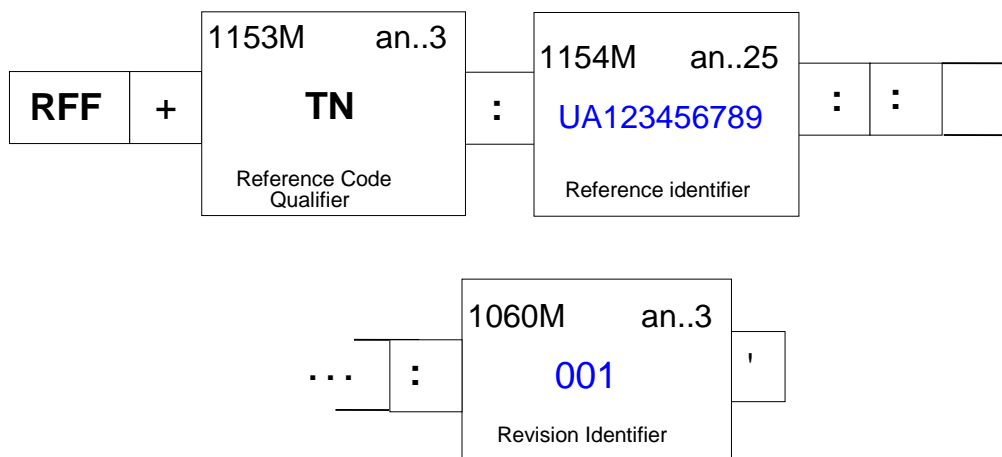 1153M an..3 1154M an..25
RFF + TN : UA123456789 : :
Reference Code
Qualifier
Reference identifier
1060M an..3
... : 001 '
Revision Identifier